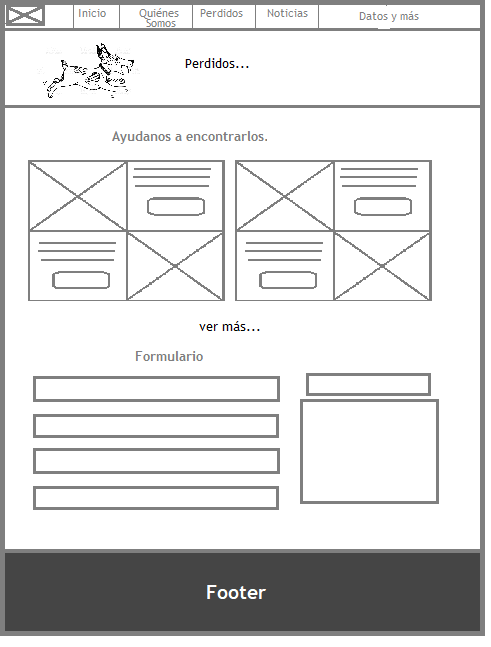 Inicio
Quiénes
Somos
Perdidos
Noticias
Datos y más
Perdidos...
Ayudanos a encontrarlos.
ver más...
Formulario
Footer